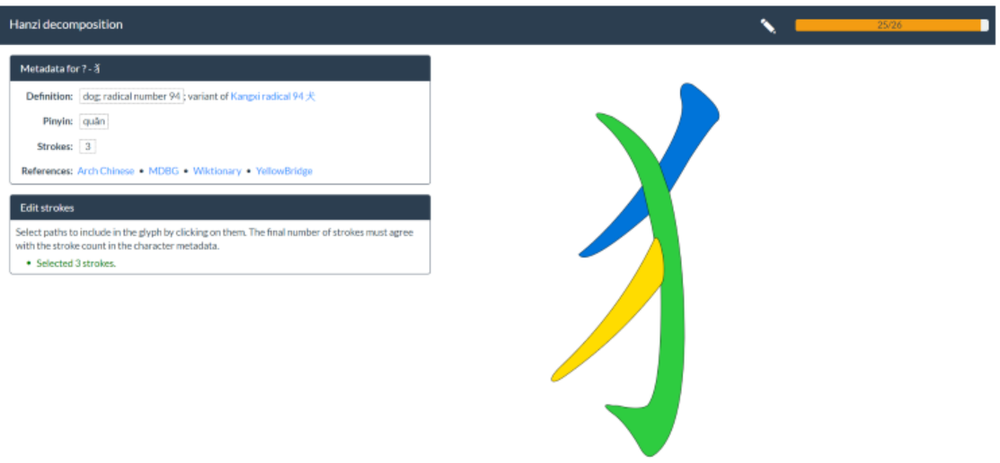 Hanzi decomposition
25/26
Metadata for ? - 犭
Definition: dog; radical number 94; variant of Kangxi radical 94 犬
Pinyin: quǎn
Strokes: 3
References: Arch Chinese • MDBG • Wiktionary • YellowBridge
Edit strokes
Select paths to include in the glyph by clicking on them. The final number of strokes must agree
with the stroke count in the character metadata.
• Selected 3 strokes.
犭